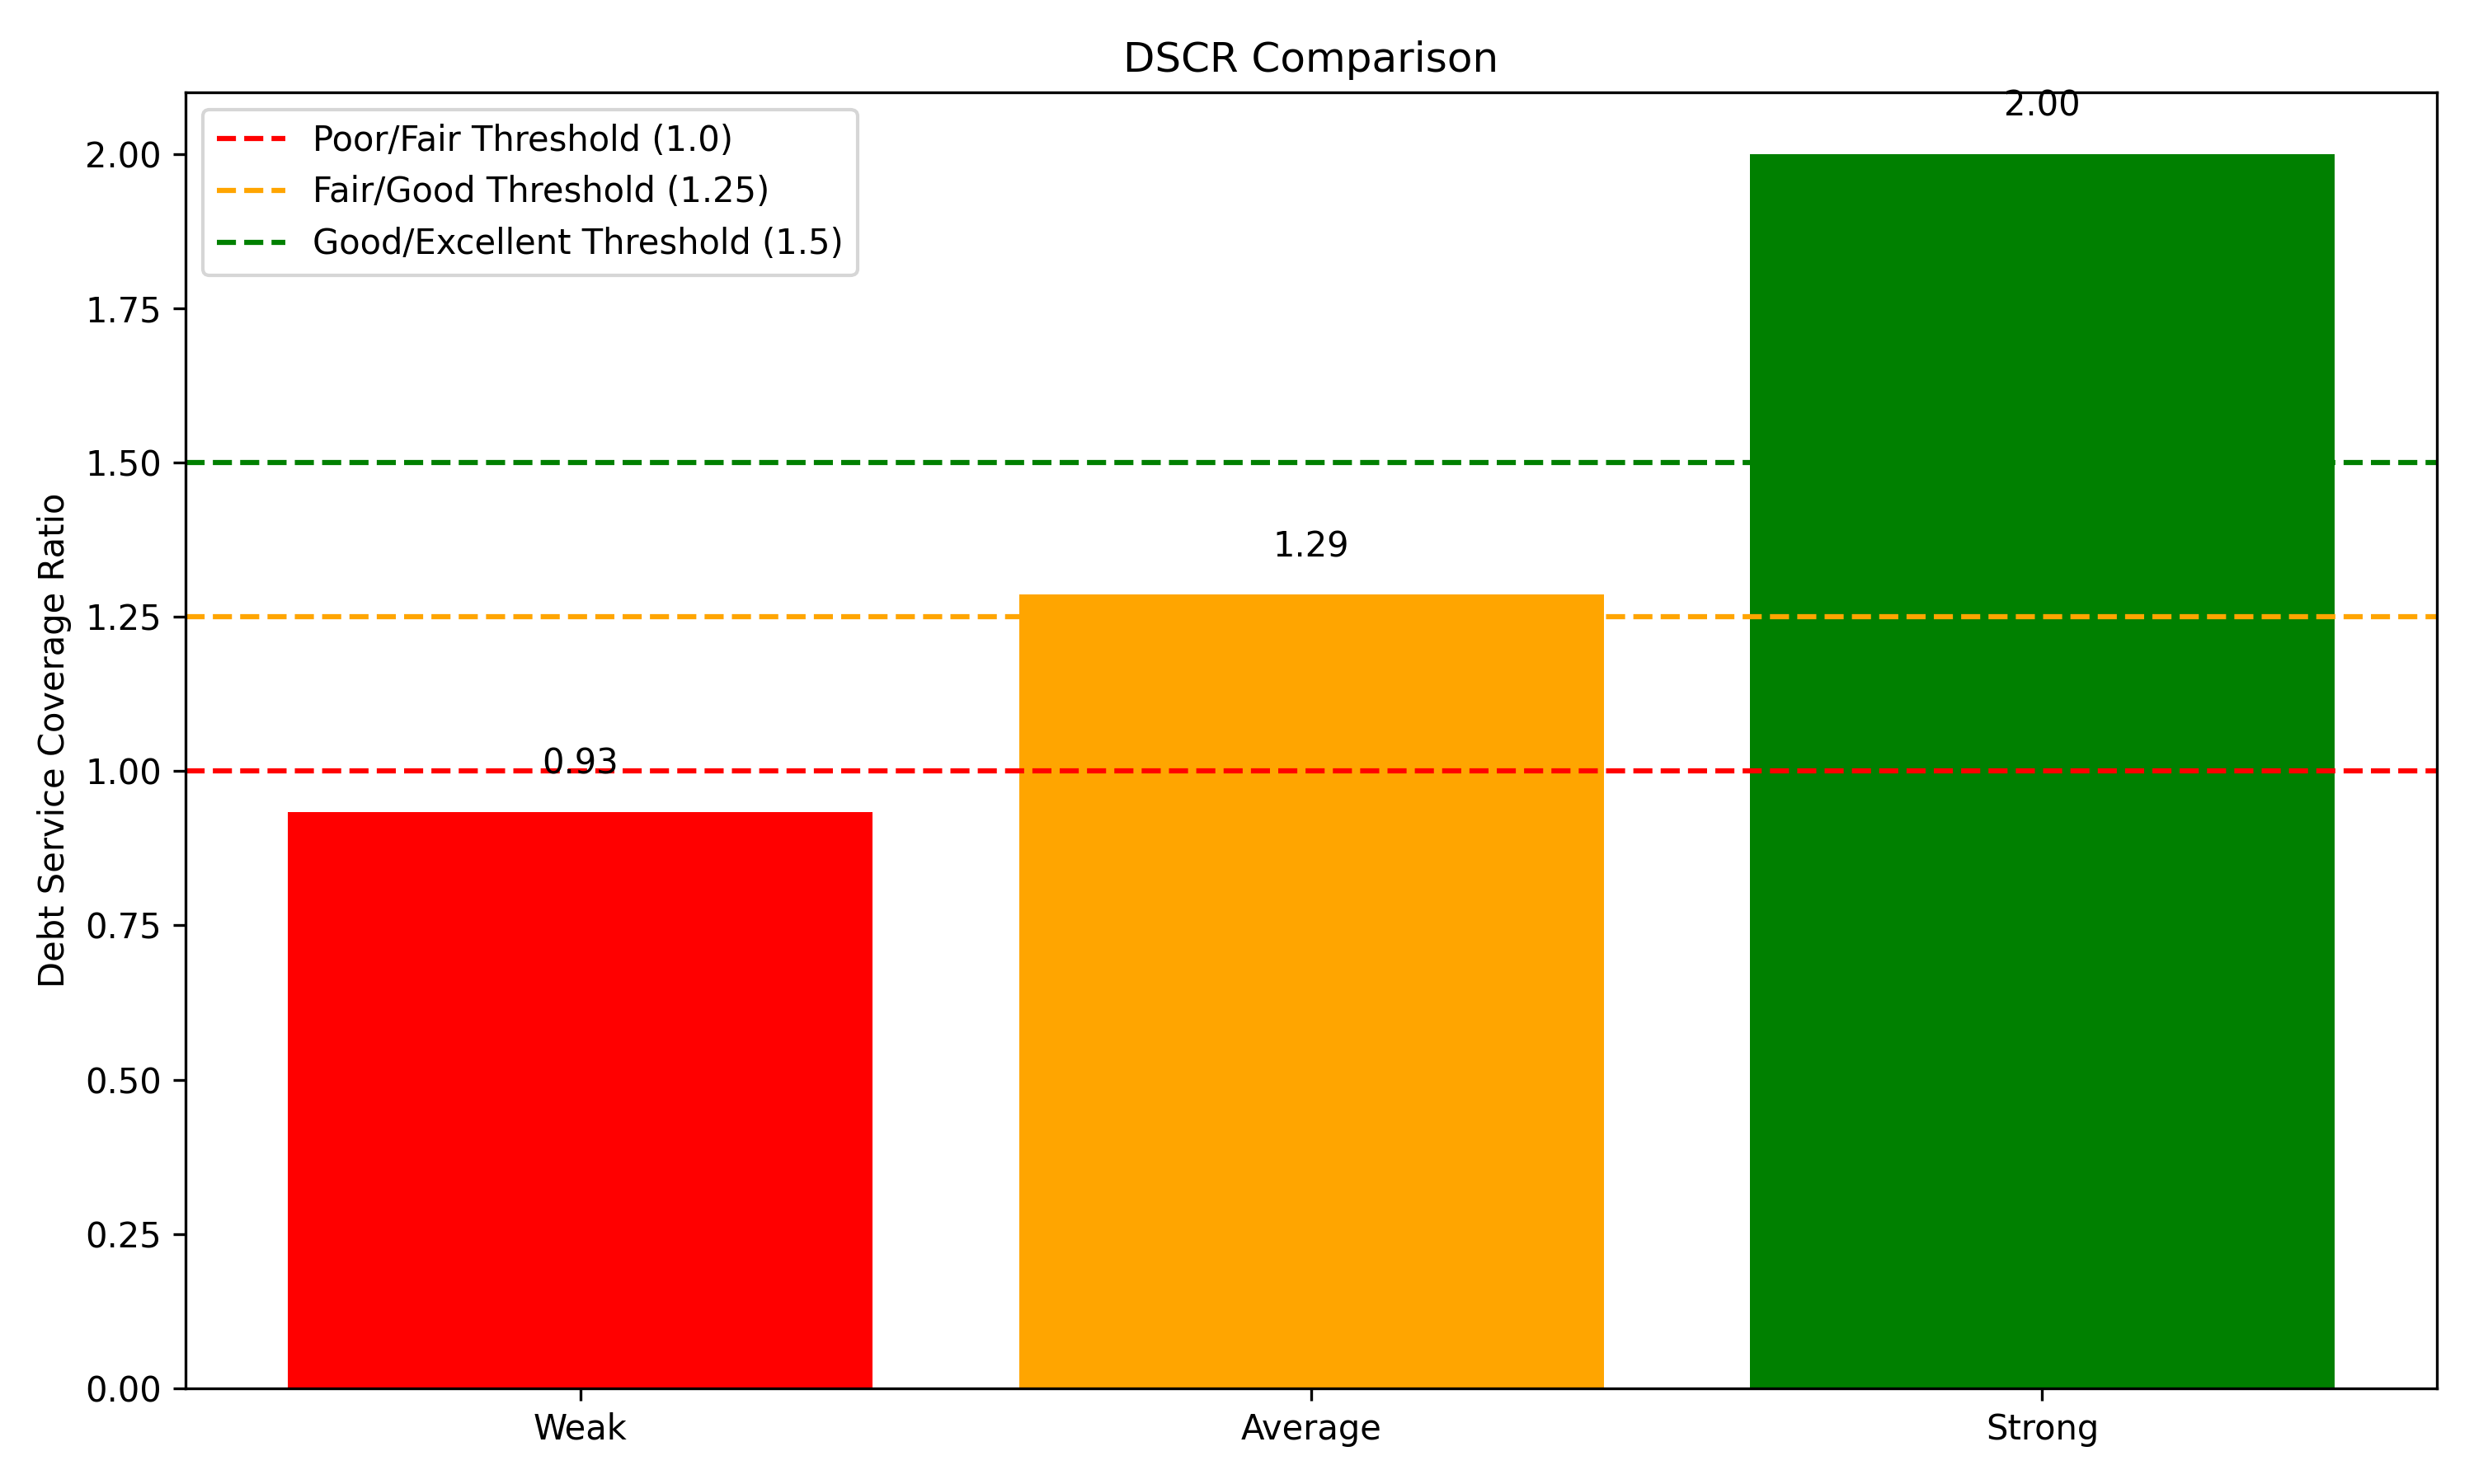 DSCR Comparison
Poor/Fair Threshold (1.0)
Fair/Good Threshold (1.25)
Good/Excellent Threshold (1.5)
Debt Service Coverage Ratio
2.00
1.75
1.50
1.25
1.00
0.75
0.50
0.25
0.00
0.93
1.29
2.00
Weak
Average
Strong